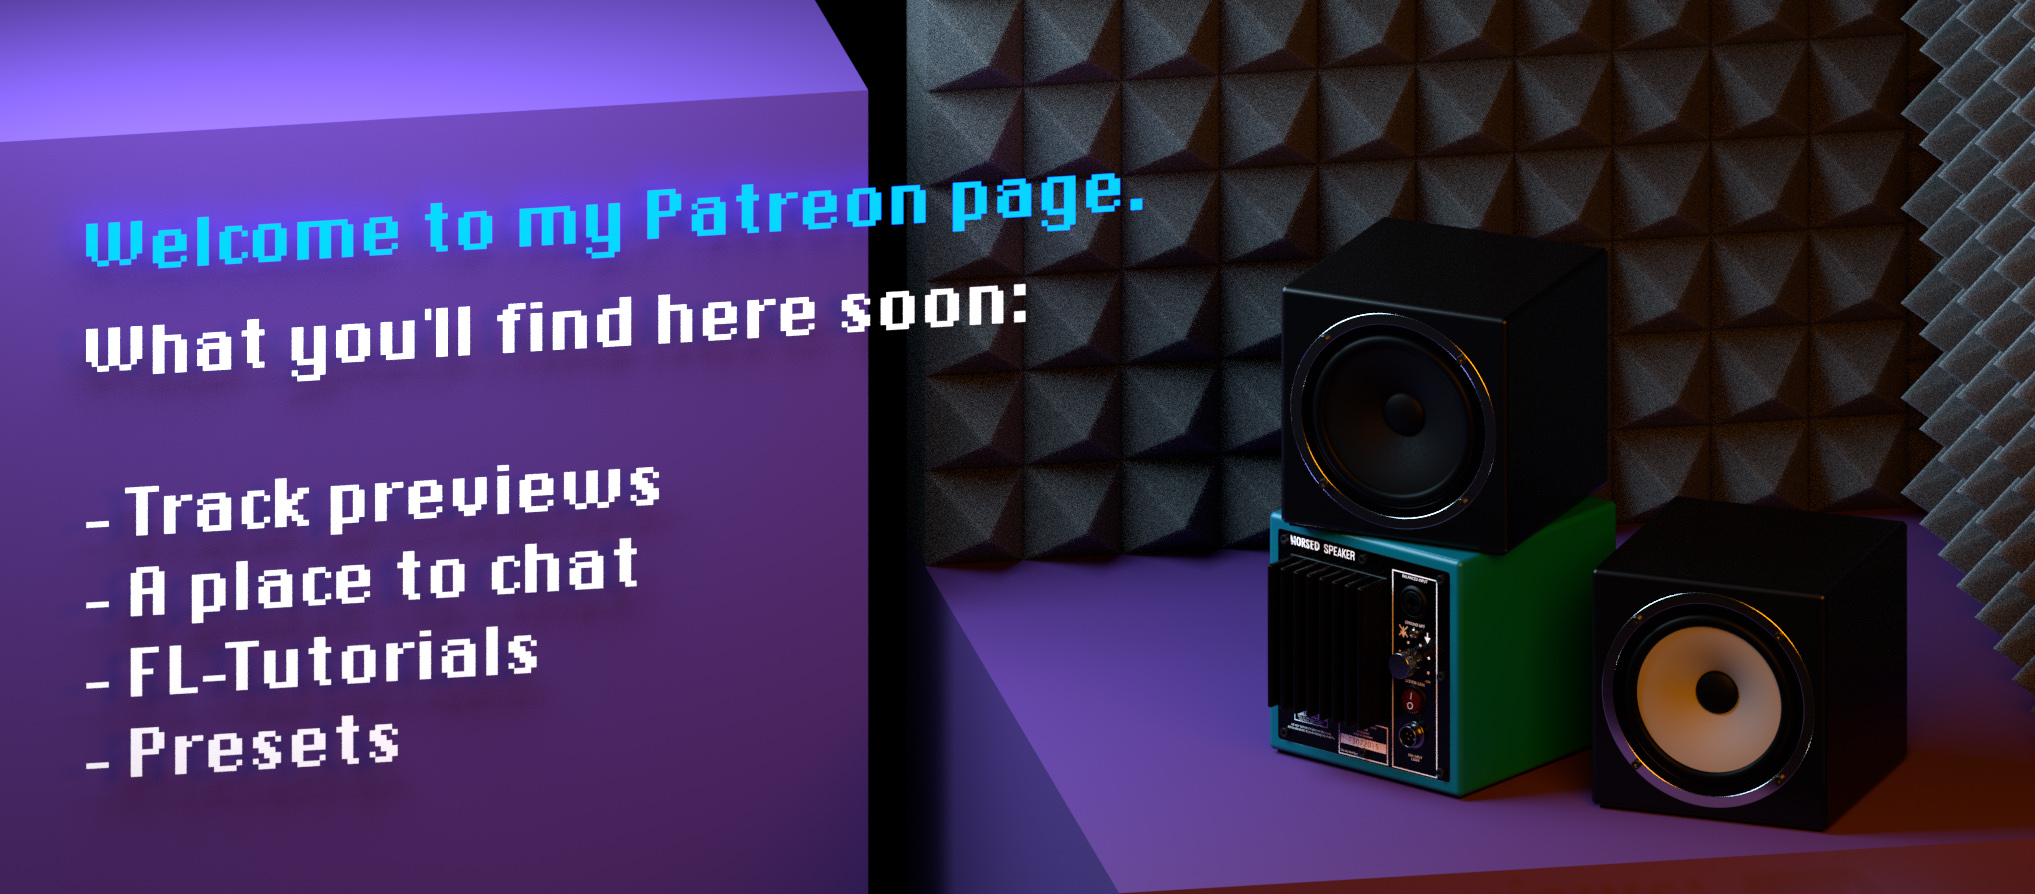 Welcome to my Patreon page.
What you'll find here soon:
- Track previews
- A place to chat
- FL-Tutorials
- Presets
HORSED SPEAKER